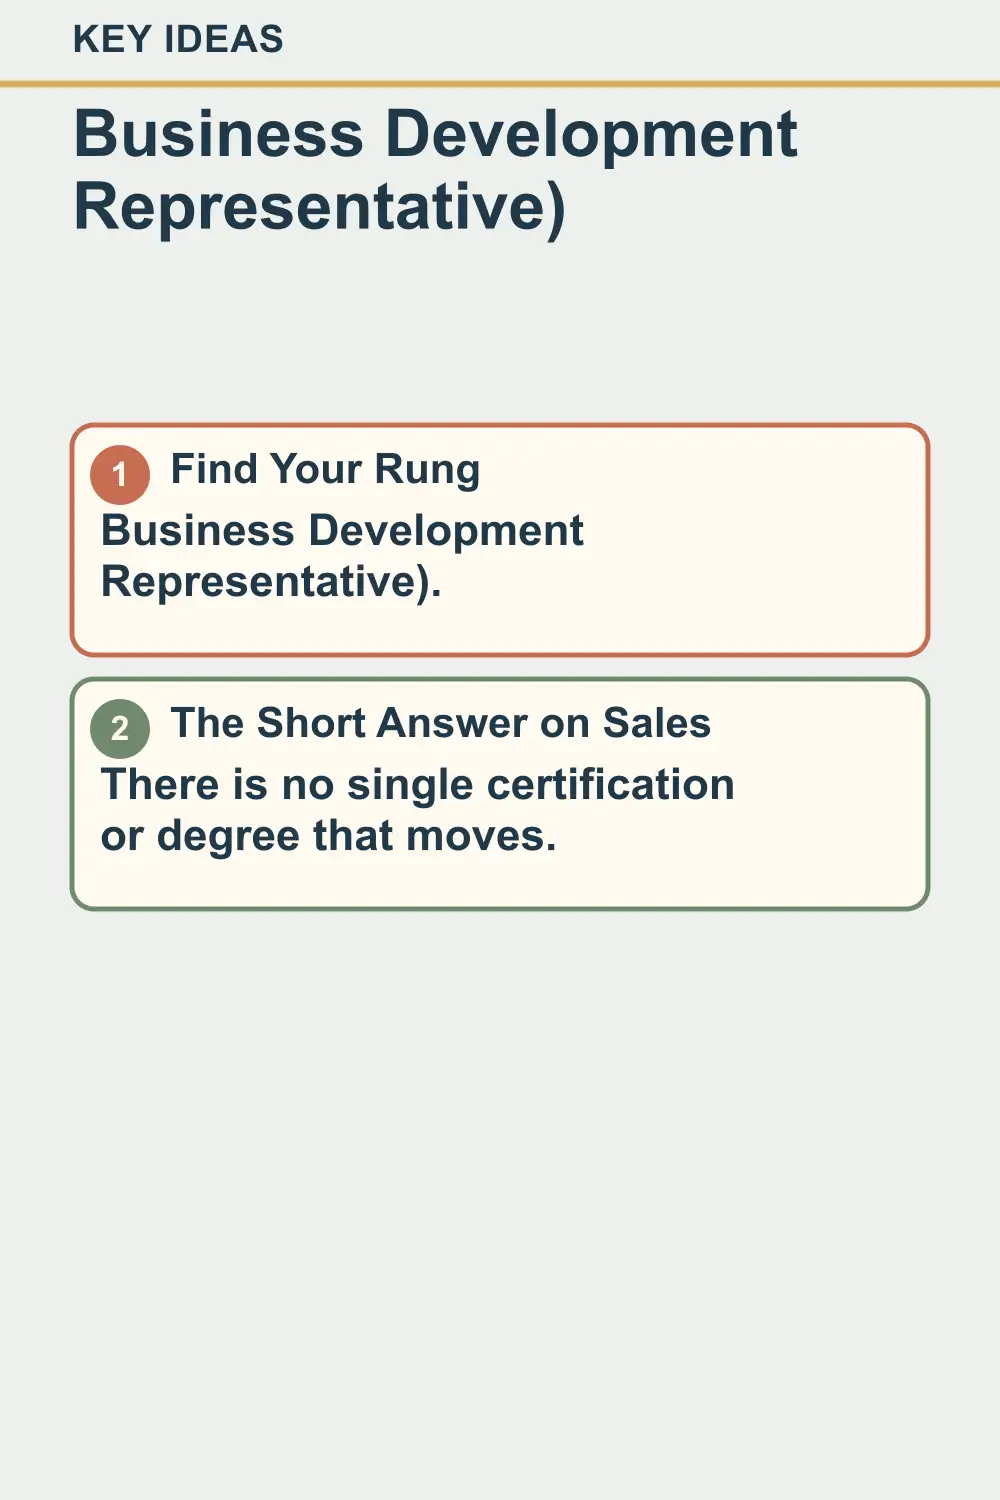 KEY IDEAS
Business Development
Representative)
1 Find Your Rung
Business Development
Representative).
2 The Short Answer on Sales
There is no single certification
or degree that moves.